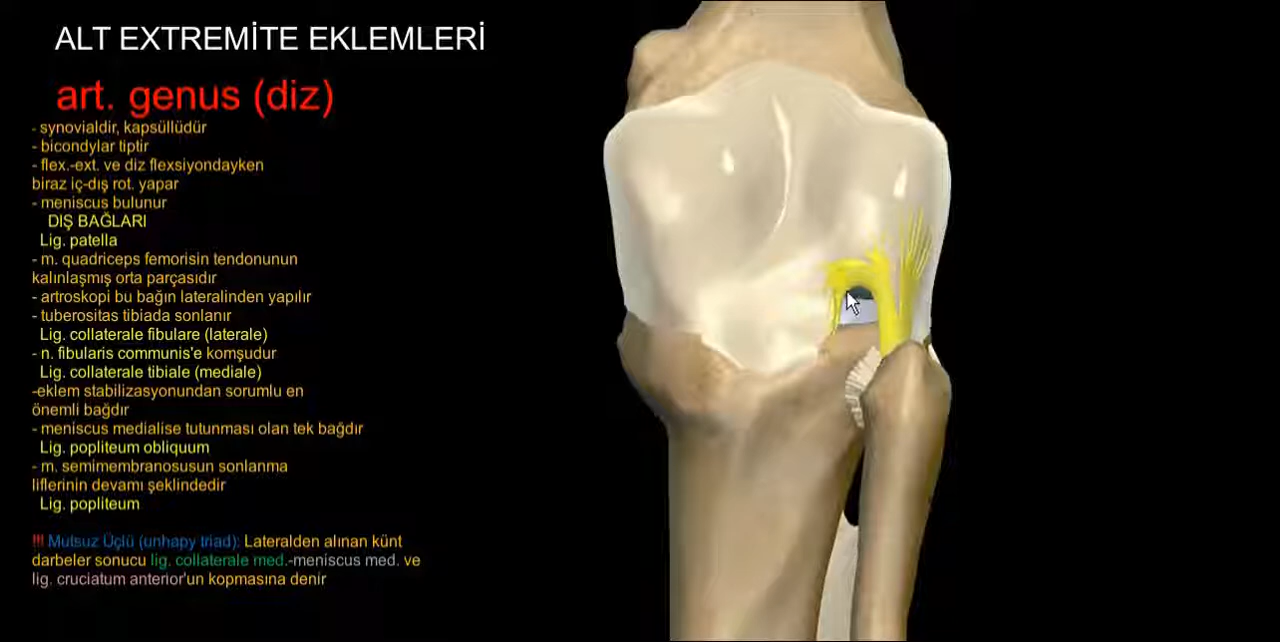 ALT EXTREMİTE EKLEMLERİ
art. genus (diz)
- synovialdir, kapsüllüdür
- bicondylar tiptir
- flex.-ext. ve diz flexsiyondayken
biraz iç-dış rot. yapar
- meniscus bulunur
DIŞ BAĞLARI
Lig. patella
- m. quadriceps femorisin tendonunun
kalınlaşmış orta parçasıdır
- artroskopi bu bağın lateralinden yapılır
- tuberositas tibiada sonlanır
Lig. collaterale fibulare (laterale)
- n. fibularis communis'e komşudur
Lig. collaterale tibiale (mediale)
-eklem stabilizasyonundan sorumlu en
önemli bağdır
- meniscus medialise tutunması olan tek bağdır
Lig. popliteum obliquum
- m. semimembranosusun sonlanma
liflerinin devamı şeklindedir
Lig. popliteum
!!! Mutsuz Üçlü (unhapy triad): Lateralden alınan künt
darbeler sonucu lig. collaterale med.-meniscus med. ve
lig. cruciatum anterior'un kopmasına denir